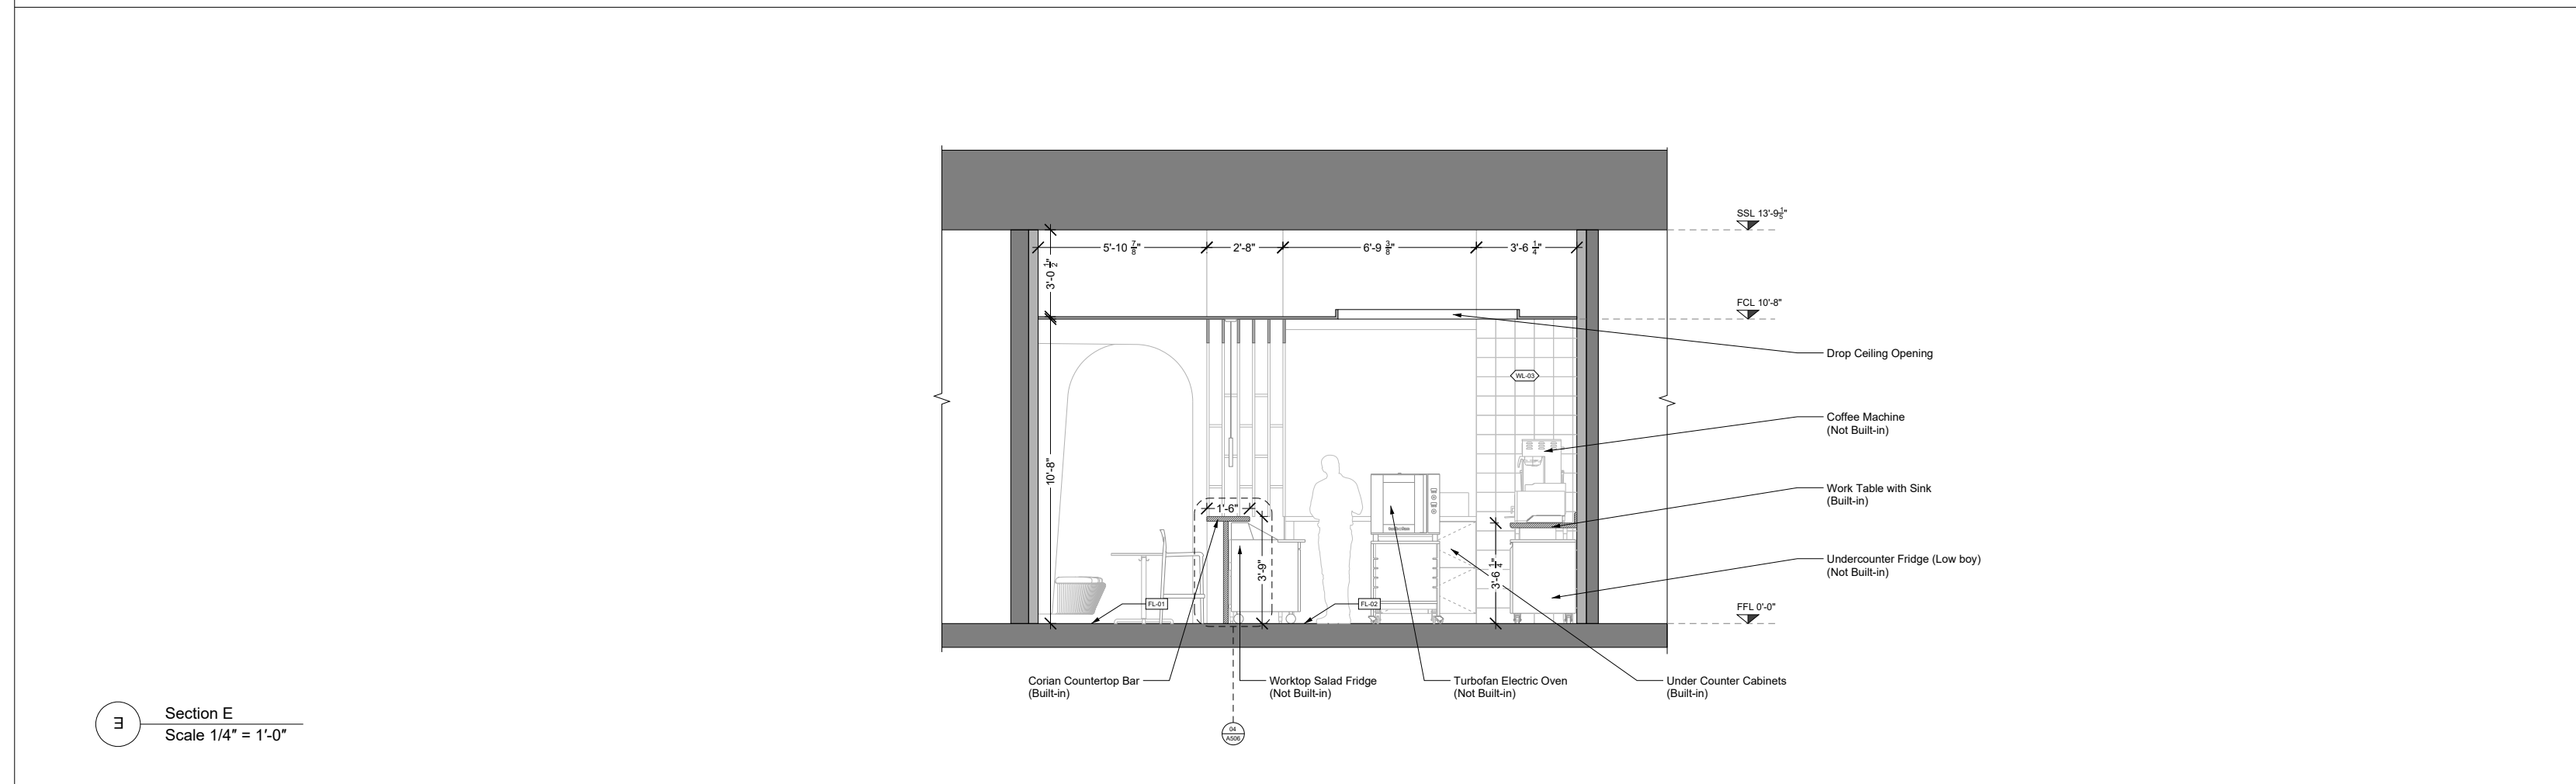 SSL 13'-9 1/5"
5'-10 7/8"
2'-8"
6'-9 3/8"
3'-6 1/4"
3'-0 1/2"
FCL 10'-8"
Drop Ceiling Opening
WL-03
Coffee Machine
(Not Built-in)
10'-8"
Work Table with Sink
(Built-in)
1'-6"
3'-9"
3'-6 1/4"
Undercounter Fridge (Low boy)
(Not Built-in)
FL-01
FL-02
FFL 0'-0"
Corian Countertop Bar
(Built-in)
Worktop Salad Fridge
(Not Built-in)
Turbofan Electric Oven
(Not Built-in)
Under Counter Cabinets
(Built-in)
04
A506
E
Section E
Scale 1/4" = 1'-0"